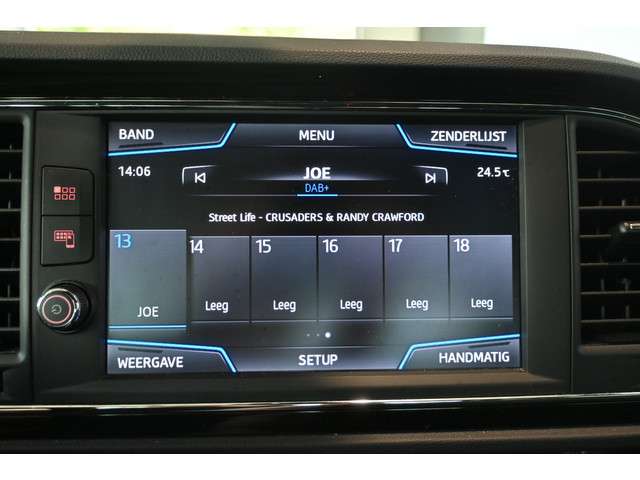 BAND MENU ZENDERLIJST
14:06 JOE 24.5℃
DAB+
Street Life - CRUSADERS & RANDY CRAWFORD
13 14 15 16 17 18
JOE Leeg Leeg Leeg Leeg Leeg
WEERGAVE SETUP HANDMATIG